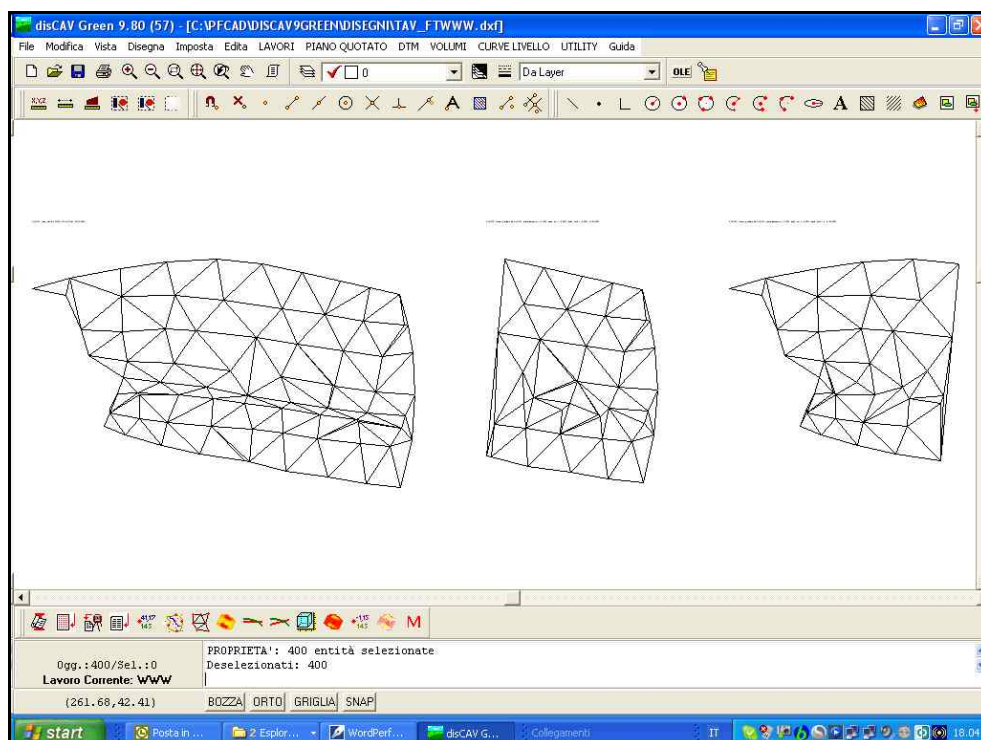 disCAV Green 9.80 (57) - [C:\PFCAD\DISCAV9GREEN\DISEGNI\TAV_FTWWW.dxf]
File Modifica Vista Disegna Imposta Edita LAVORI PIANO QUOTATO DTM VOLUMI CURVE LIVELLO UTILITY Guida
0 Da Layer OLE
PROPRIETA': 400 entità selezionate
Deselezionati: 400
Ogg.:400/Sel.:0
Lavoro Corrente: WWW
(261.68,42.41) BOZZA ORTO GRIGLIA SNAP
start Posta in ... 2 Esplor... WordPerf... disCAV G... Collegamenti IT 18.04